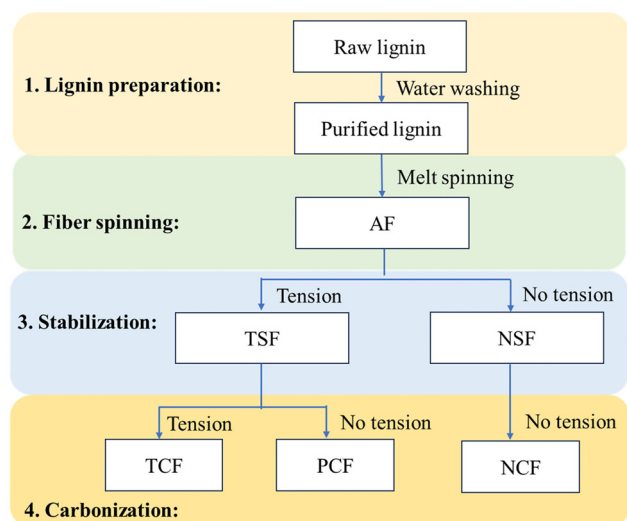 Raw lignin
1. Lignin preparation:
Water washing
Purified lignin
Melt spinning
2. Fiber spinning:
AF
Tension
No tension
3. Stabilization:
TSF
NSF
Tension
No tension
No tension
TCF
PCF
NCF
4. Carbonization: